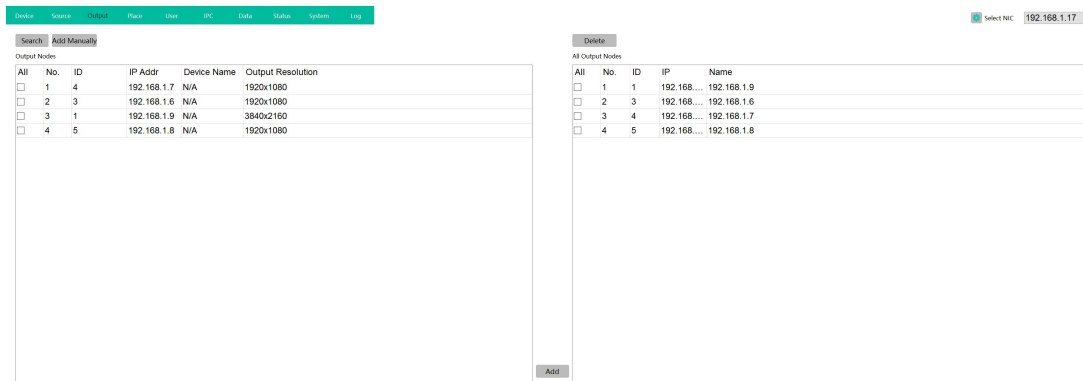 Device Source Output Place User IPC Data Status System Log
Select NIC 192.168.1.17
Search Add Manually
Delete
Output Nodes
All Output Nodes
All No. ID IP Addr Device Name Output Resolution
1 4 192.168.1.7 N/A 1920x1080
2 3 192.168.1.6 N/A 1920x1080
3 1 192.168.1.9 N/A 3840x2160
4 5 192.168.1.8 N/A 1920x1080
All No. ID IP Name
1 1 192.168.... 192.168.1.9
2 3 192.168.... 192.168.1.6
3 4 192.168.... 192.168.1.7
4 5 192.168.... 192.168.1.8
Add